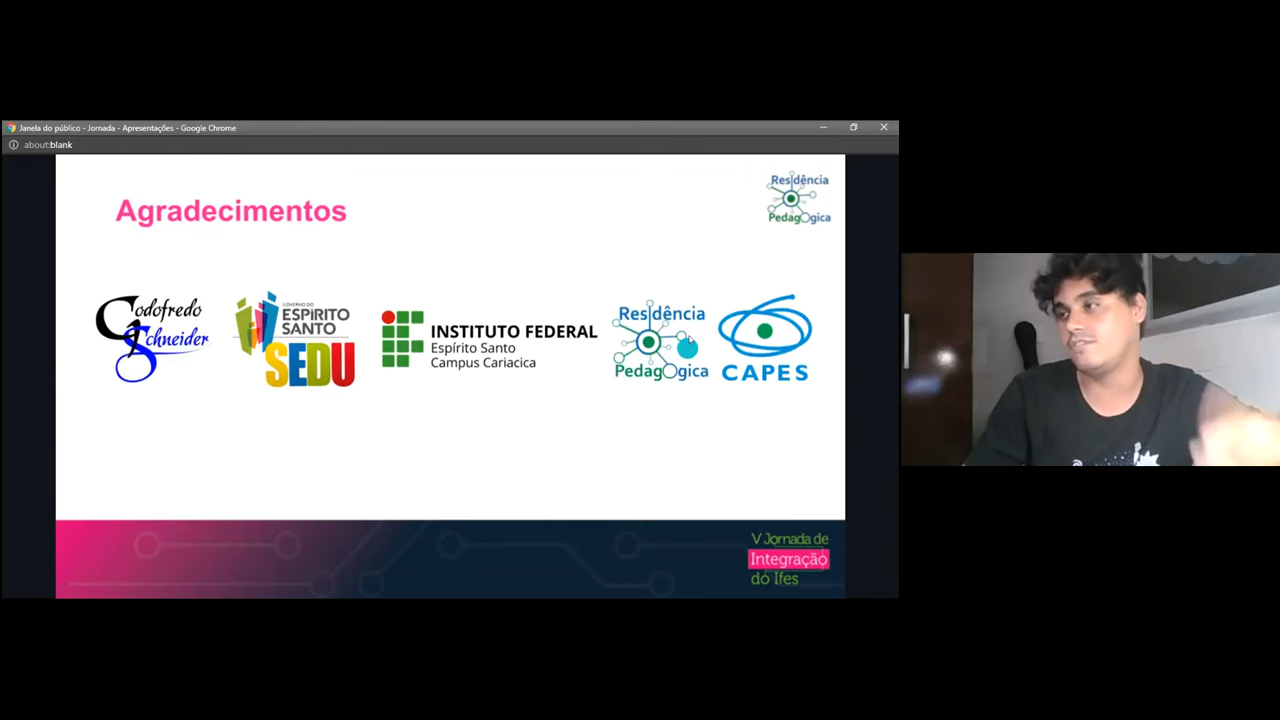 Janela do público - Jornada - Apresentações - Google Chrome
about:blank
Residência
Pedagógica
Agradecimentos
Godofredo
Schneider
GOVERNO DO
ESPÍRITO
SANTO
SEDU
INSTITUTO FEDERAL
Espírito Santo
Campus Cariacica
Residência
Pedagógica
CAPES
V Jornada de
Integração
do Ifes